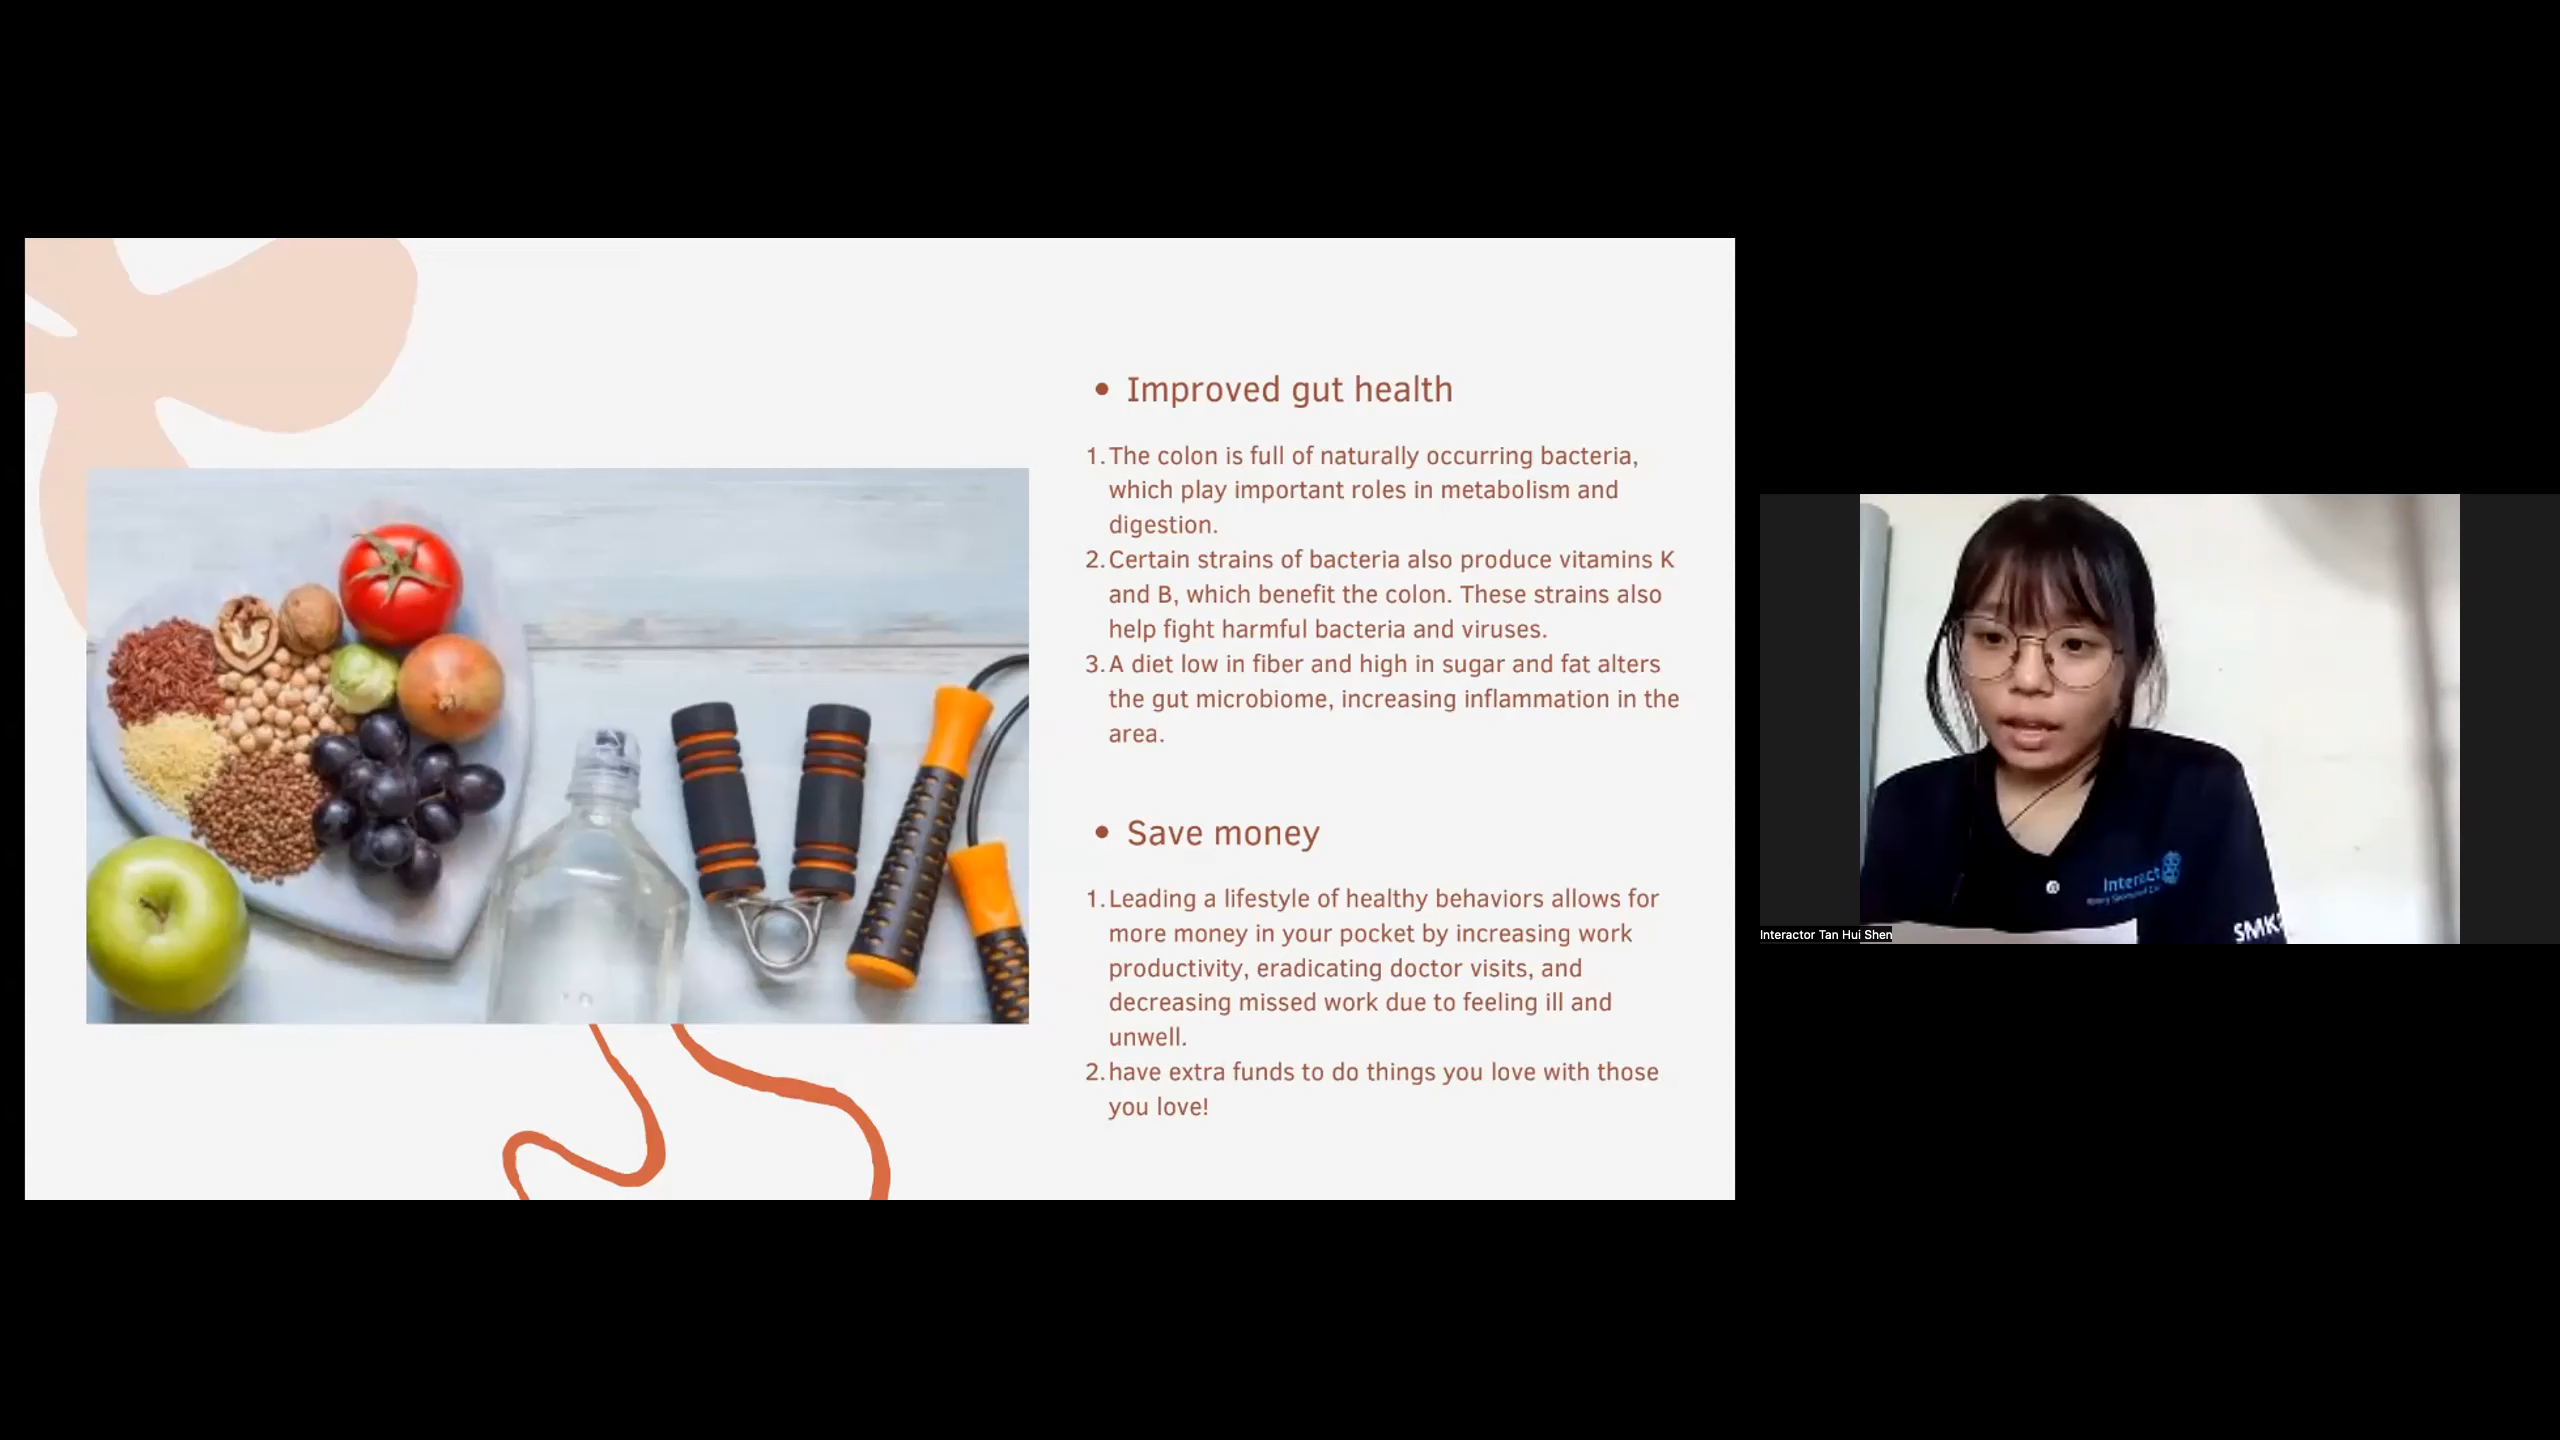 • Improved gut health
1. The colon is full of naturally occurring bacteria,
which play important roles in metabolism and
digestion.
2. Certain strains of bacteria also produce vitamins K
and B, which benefit the colon. These strains also
help fight harmful bacteria and viruses.
3. A diet low in fiber and high in sugar and fat alters
the gut microbiome, increasing inflammation in the
area.
• Save money
1. Leading a lifestyle of healthy behaviors allows for
more money in your pocket by increasing work
productivity, eradicating doctor visits, and
decreasing missed work due to feeling ill and
unwell.
2. have extra funds to do things you love with those
you love!
Interact
SMK
Interactor Tan Hui Shen